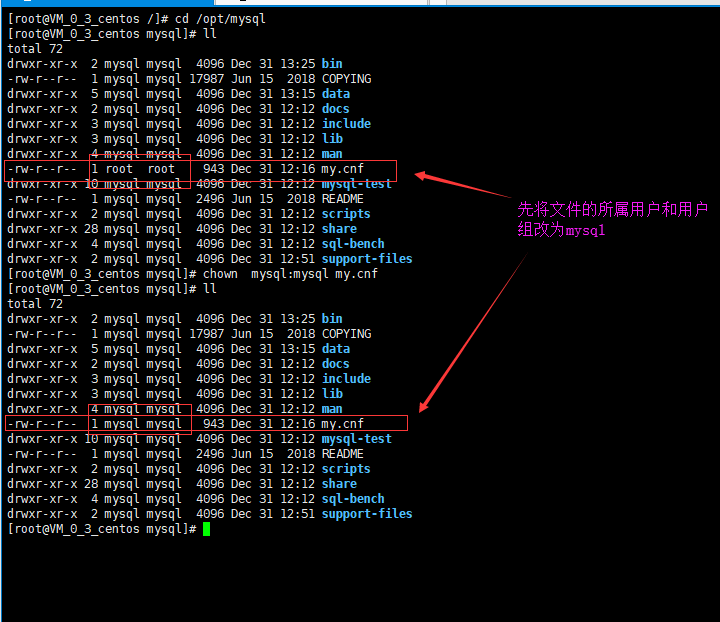 [root@VM_0_3_centos /]# cd /opt/mysql
[root@VM_0_3_centos mysql]# ll
total 72
drwxr-xr-x  2 mysql mysql  4096 Dec 31 13:25 bin
-rw-r--r--  1 mysql mysql 17987 Jun 15  2018 COPYING
drwxr-xr-x  5 mysql mysql  4096 Dec 31 13:15 data
drwxr-xr-x  2 mysql mysql  4096 Dec 31 12:12 docs
drwxr-xr-x  3 mysql mysql  4096 Dec 31 12:12 include
drwxr-xr-x  3 mysql mysql  4096 Dec 31 12:12 lib
drwxr-xr-x  4 mysql mysql  4096 Dec 31 12:12 man
-rw-r--r--  1 root  root    943 Dec 31 12:16 my.cnf
drwxr-xr-x 10 mysql mysql  4096 Dec 31 12:12 mysql-test
-rw-r--r--  1 mysql mysql  2496 Jun 15  2018 README
drwxr-xr-x  2 mysql mysql  4096 Dec 31 12:12 scripts
drwxr-xr-x 28 mysql mysql  4096 Dec 31 12:12 share
drwxr-xr-x  4 mysql mysql  4096 Dec 31 12:12 sql-bench
drwxr-xr-x  2 mysql mysql  4096 Dec 31 12:51 support-files
先将文件的所属用户和用户
组改为mysql
[root@VM_0_3_centos mysql]# chown  mysql:mysql my.cnf
[root@VM_0_3_centos mysql]# ll
total 72
drwxr-xr-x  2 mysql mysql  4096 Dec 31 13:25 bin
-rw-r--r--  1 mysql mysql 17987 Jun 15  2018 COPYING
drwxr-xr-x  5 mysql mysql  4096 Dec 31 13:15 data
drwxr-xr-x  2 mysql mysql  4096 Dec 31 12:12 docs
drwxr-xr-x  3 mysql mysql  4096 Dec 31 12:12 include
drwxr-xr-x  3 mysql mysql  4096 Dec 31 12:12 lib
drwxr-xr-x  4 mysql mysql  4096 Dec 31 12:12 man
-rw-r--r--  1 mysql mysql   943 Dec 31 12:16 my.cnf
drwxr-xr-x 10 mysql mysql  4096 Dec 31 12:12 mysql-test
-rw-r--r--  1 mysql mysql  2496 Jun 15  2018 README
drwxr-xr-x  2 mysql mysql  4096 Dec 31 12:12 scripts
drwxr-xr-x 28 mysql mysql  4096 Dec 31 12:12 share
drwxr-xr-x  4 mysql mysql  4096 Dec 31 12:12 sql-bench
drwxr-xr-x  2 mysql mysql  4096 Dec 31 12:51 support-files
[root@VM_0_3_centos mysql]#